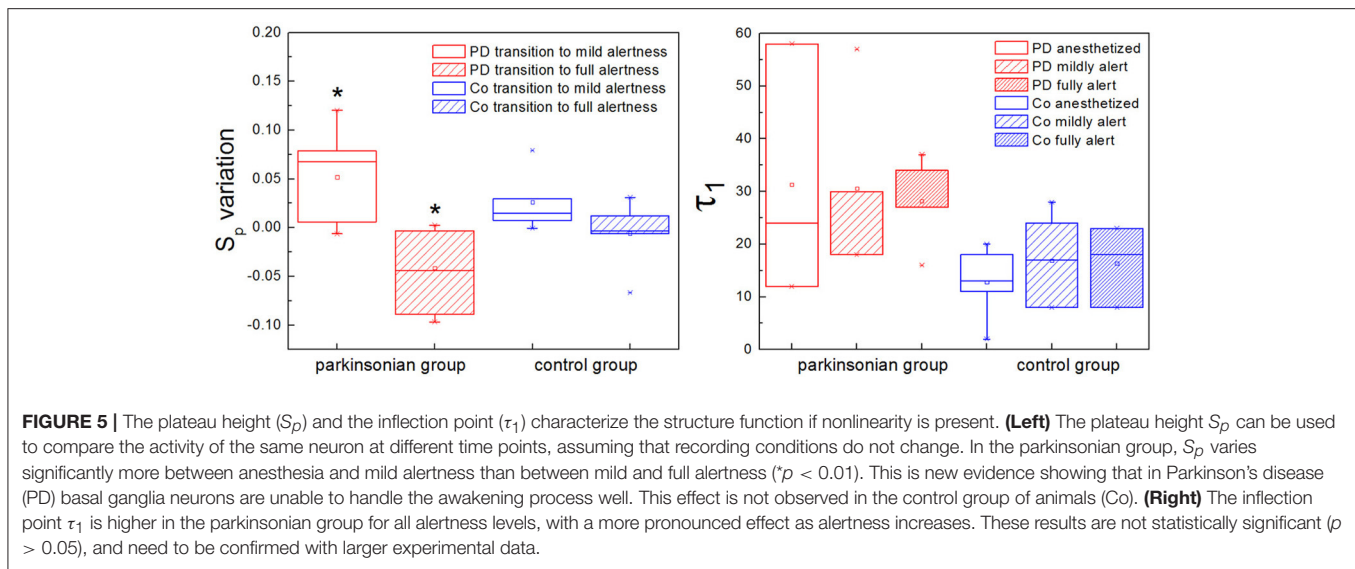 0.20
0.15
0.10
0.05
0.00
-0.05
-0.10
S_p variation
PD transition to mild alertness
PD transition to full alertness
Co transition to mild alertness
Co transition to full alertness
*
*
parkinsonian group control group
60
50
40
30
20
10
0
τ1
PD anesthetized
PD mildly alert
PD fully alert
Co anesthetized
Co mildly alert
Co fully alert
parkinsonian group control group
FIGURE 5 | The plateau height (Sp) and the inflection point (τ1) characterize the structure function if nonlinearity is present. (Left) The plateau height Sp can be used
to compare the activity of the same neuron at different time points, assuming that recording conditions do not change. In the parkinsonian group, Sp varies
significantly more between anesthesia and mild alertness than between mild and full alertness (*p < 0.01). This is new evidence showing that in Parkinson's disease
(PD) basal ganglia neurons are unable to handle the awakening process well. This effect is not observed in the control group of animals (Co). (Right) The inflection
point τ1 is higher in the parkinsonian group for all alertness levels, with a more pronounced effect as alertness increases. These results are not statistically significant (p
> 0.05), and need to be confirmed with larger experimental data.